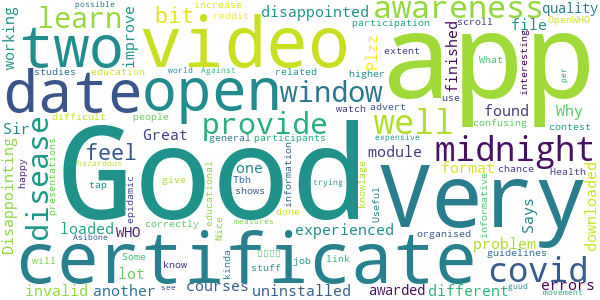 increase
reddit
participation
scroll
OpenWHO
working
learn
bit
improve
disappointed
awareness
quality
file
two
video
app
Plzz
finished
extent
What
interesting
studies
education
world
Against
related
higher
watch
advert
use
per
date
open
window
difficult
people
confusing
contest
Sir
Great
provide
well
found
Why
general
participants
disease
feel
one
module
midnight
hazardous
Tbh
give
shows
expensive
Disappointing
presentations
tap
happy
Good
very
information
educational
trying
knowlage
Useful
format
chance
Health
informative
downloaded
loaded
WHO
correctly
epidamic
Nice
done
measures
experienced
Says
organised
problem
guidelines
certificate
covid
Asibone
Some
will
lot
know
kinda
stuff
job
link
see
courses
invalid
another
uninstalled
awarded
different
guud
errors
movement
possible